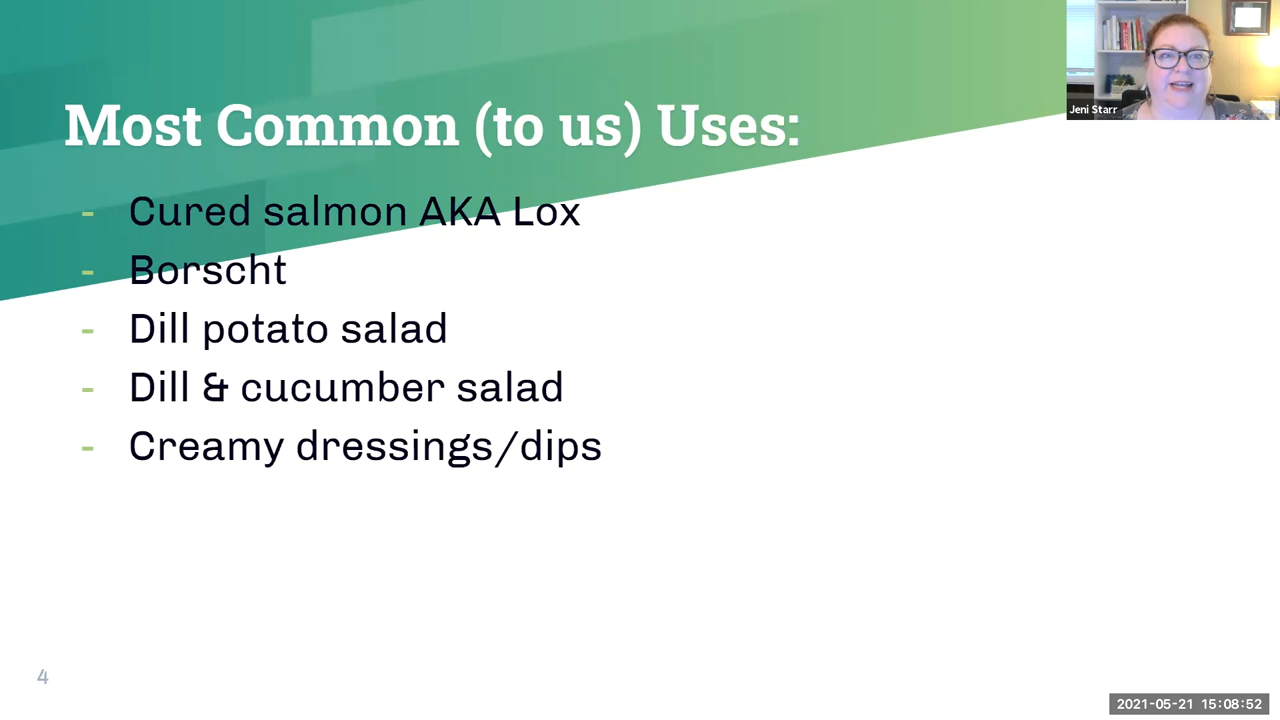 Most Common (to us) Uses:
- Cured salmon AKA Lox
- Borscht
- Dill potato salad
- Dill & cucumber salad
- Creamy dressings/dips
4
Jeni Starr
2021-05-21 15:08:52